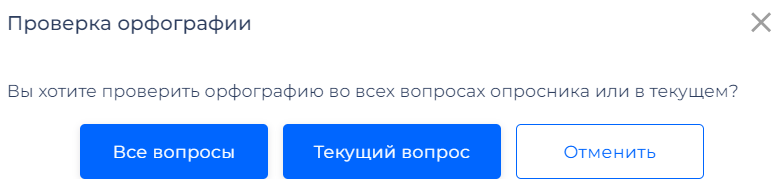 Проверка орфографии
Вы хотите проверить орфографию во всех вопросах опросника или в текущем?
Все вопросы
Текущий вопрос
Отменить